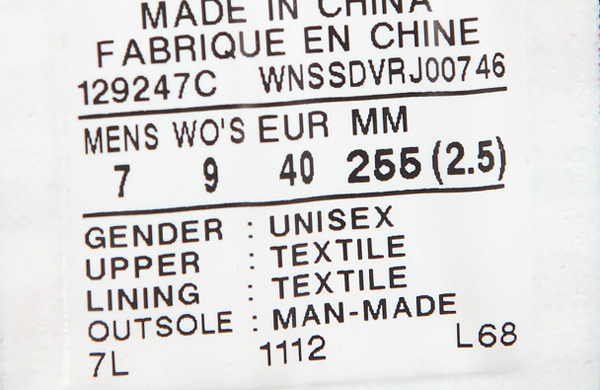 MADE IN CHINA
FABRIQUE EN CHINE
129247C WNSSDVRJ00746
MENS WO'S EUR MM
7 9 40 255 (2.5)
GENDER : UNISEX
UPPER : TEXTILE
LINING : TEXTILE
OUTSOLE : MAN-MADE
7L 1112 L68